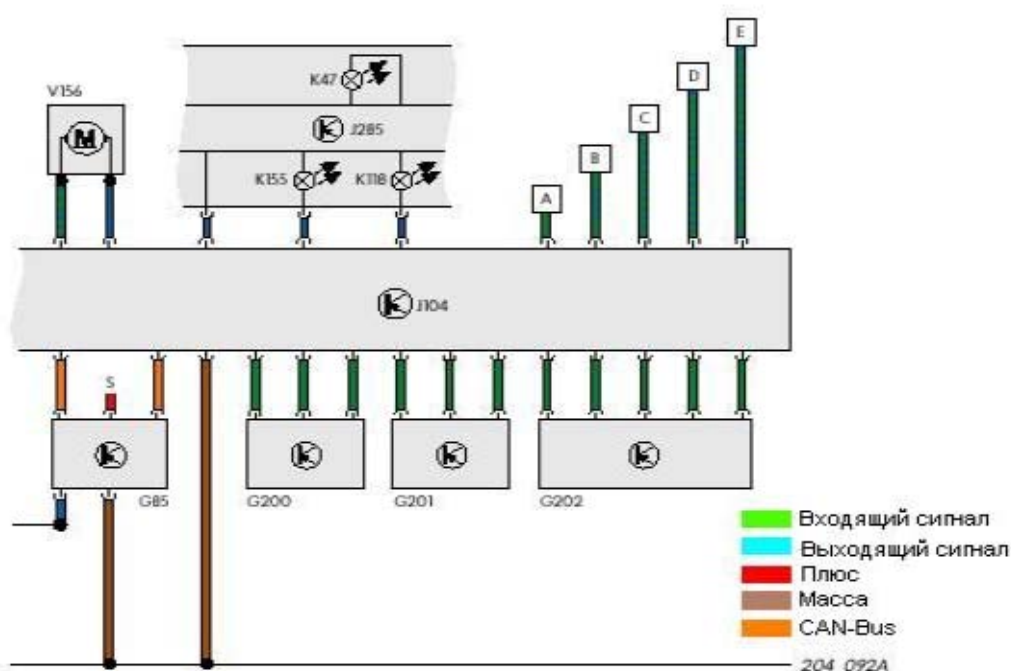 E
D
K47
C
V156
M
J285
B
K155
K118
A
J104
S
G85
G200
G201
G202
Входящий сигнал
Выходящий сигнал
Плюс
Масса
CAN-Bus
204_092A